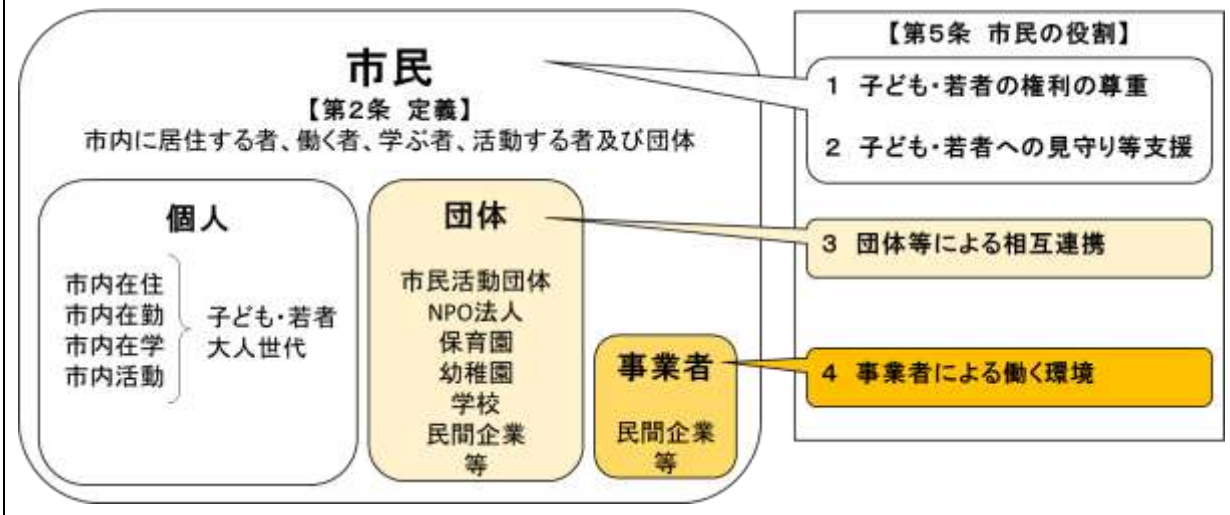 市民
【第2条 定義】
市内に居住する者、働く者、学ぶ者、活動する者及び団体
個人
市内在住
市内在勤
市内在学
市内活動
子ども・若者
大人世代
団体
市民活動団体
NPO法人
保育園
幼稚園
学校
民間企業
等
事業者
民間企業
等
【第5条 市民の役割】
1 子ども・若者の権利の尊重
2 子ども・若者への見守り等支援
3 団体等による相互連携
4 事業者による働く環境